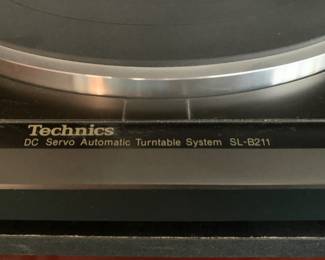 Technics
DC Servo Automatic Turntable System SL-B211